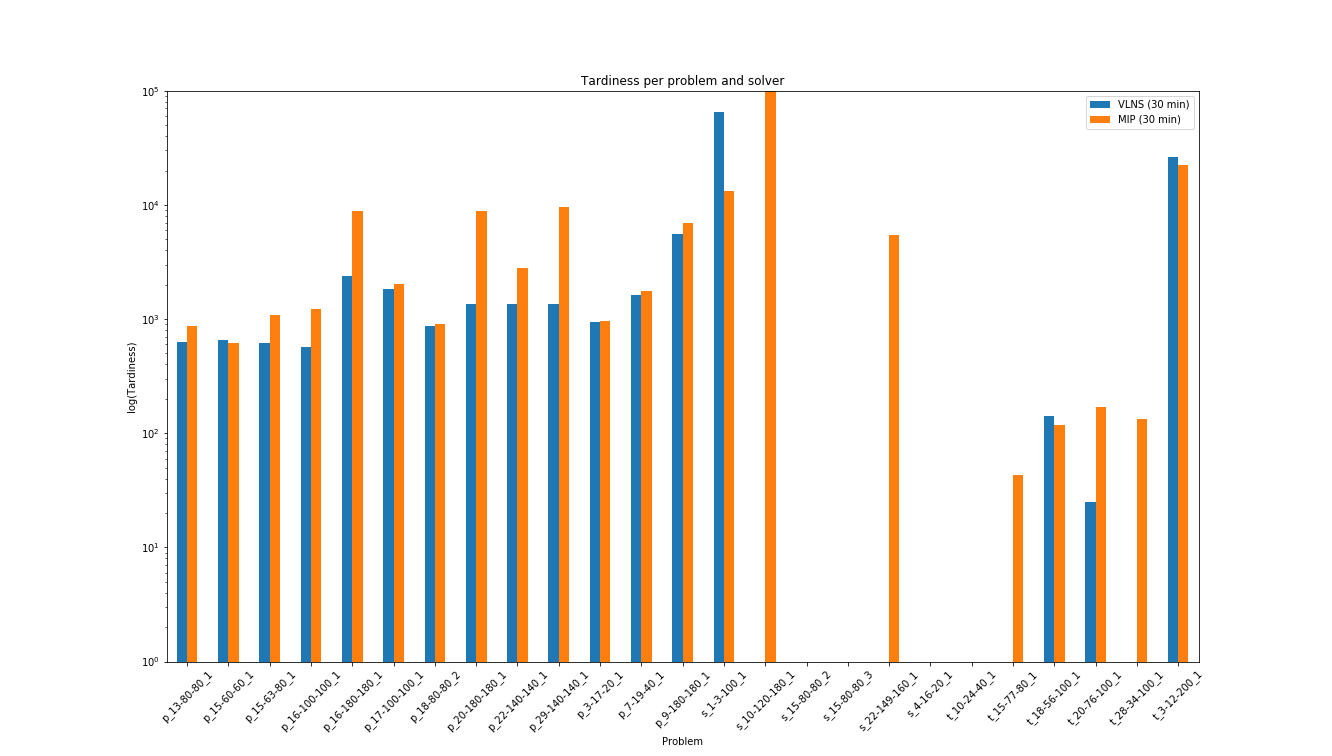 Tardiness per problem and solver
VLNS (30 min)
MIP (30 min)
10^5
10^4
10^3
10^2
10^1
10^0
log(Tardiness)
p_13-80-80_1
p_15-60-60_1
p_15-63-80_1
p_16-100-100_1
p_16-180-180_1
p_17-100-100_1
p_18-80-80_2
p_20-180-180_1
p_22-140-140_1
p_29-140-140_1
p_3-17-20_1
p_7-19-40_1
p_9-180-180_1
s_1-3-100_1
s_10-120-180_1
s_15-80-80_2
s_15-80-80_3
s_22-149-160_1
s_4-16-20_1
t_10-24-40_1
t_15-77-80_1
t_18-56-100_1
t_20-76-100_1
t_28-34-100_1
t_3-12-200_1
Problem